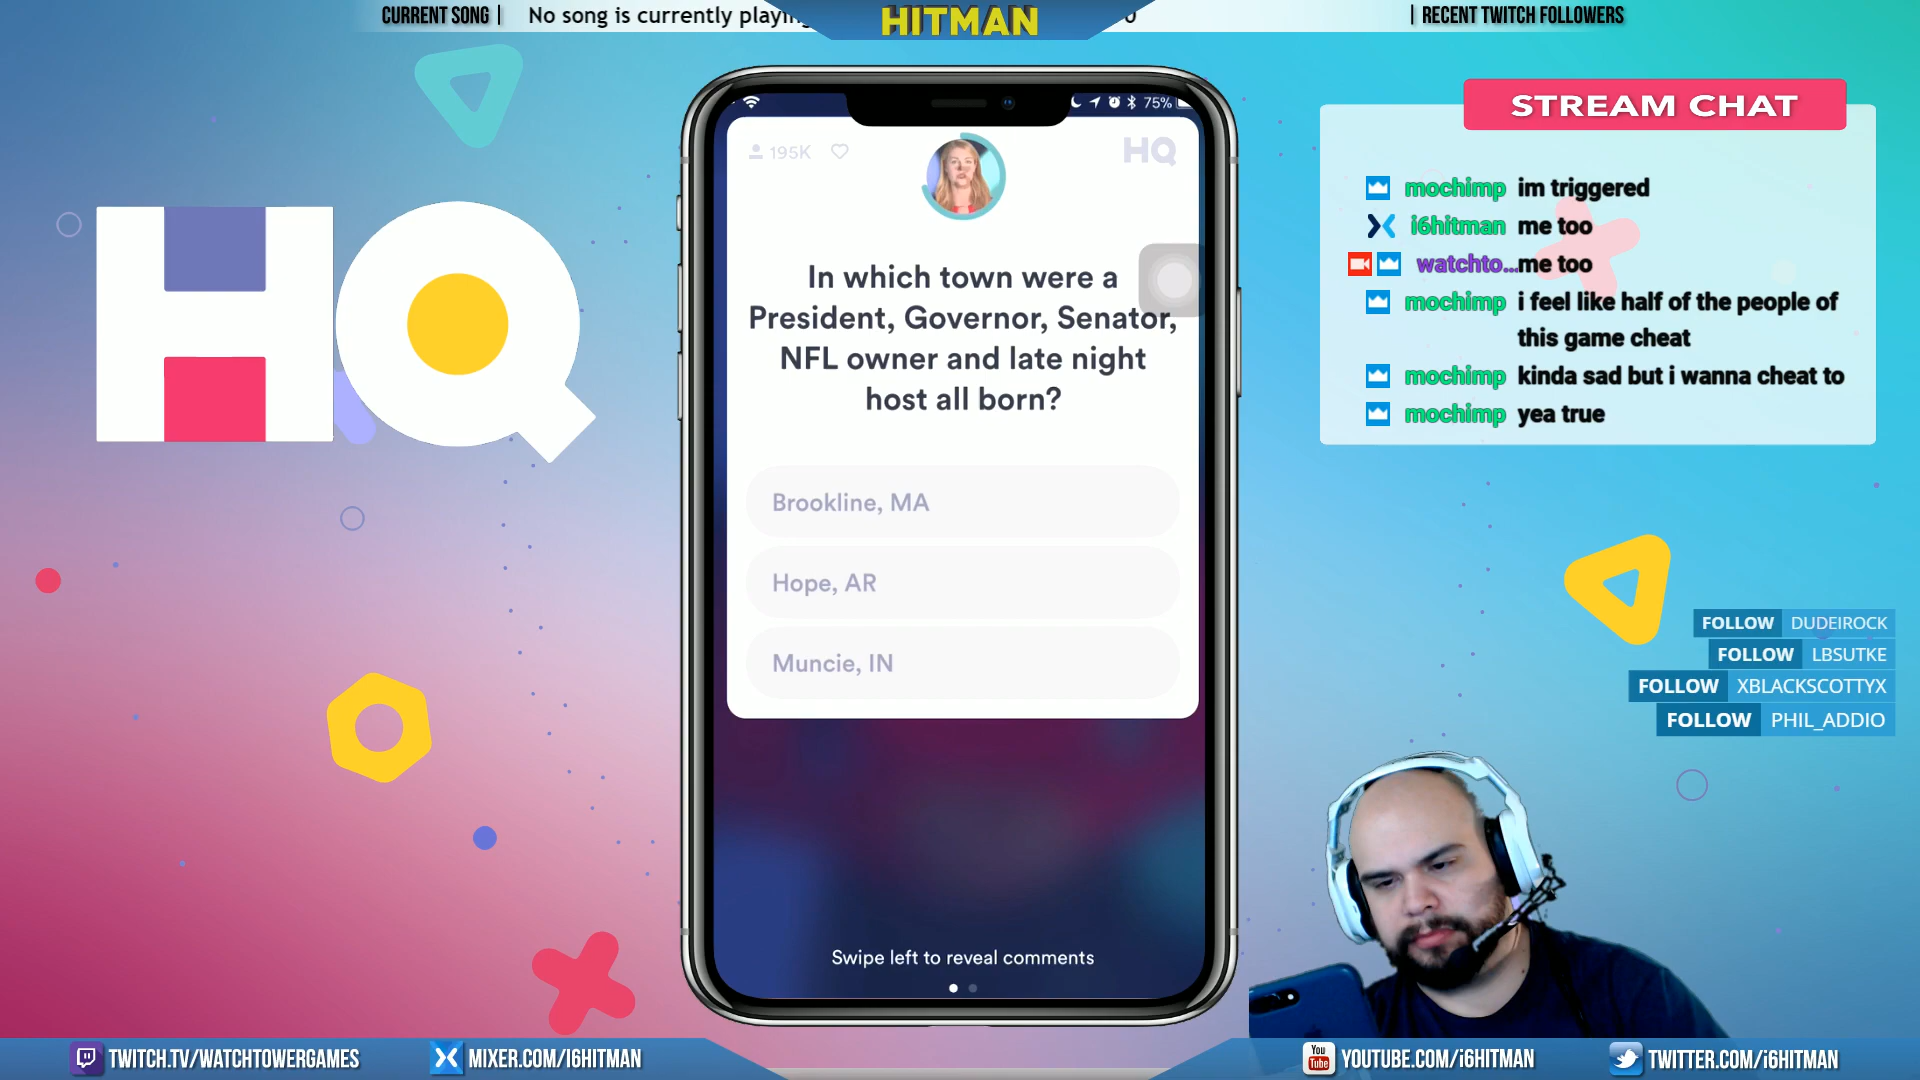 CURRENT SONG |
No song is currently playing
HITMAN
| RECENT TWITCH FOLLOWERS
HQ
75%
195K
HQ
In which town were a
President, Governor, Senator,
NFL owner and late night
host all born?
Brookline, MA
Hope, AR
Muncie, IN
Swipe left to reveal comments
STREAM CHAT
mochimp im triggered
i6hitman me too
watchto...me too
mochimp i feel like half of the people of
this game cheat
mochimp kinda sad but i wanna cheat to
mochimp yea true
FOLLOW DUDEIROCK
FOLLOW LBSUTKE
FOLLOW XBLACKSCOTTYX
FOLLOW PHIL_ADDIO
TWITCH.TV/WATCHTOWERGAMES
MIXER.COM/I6HITMAN
You Tube YOUTUBE.COM/i6HITMAN
TWITTER.COM/i6HITMAN